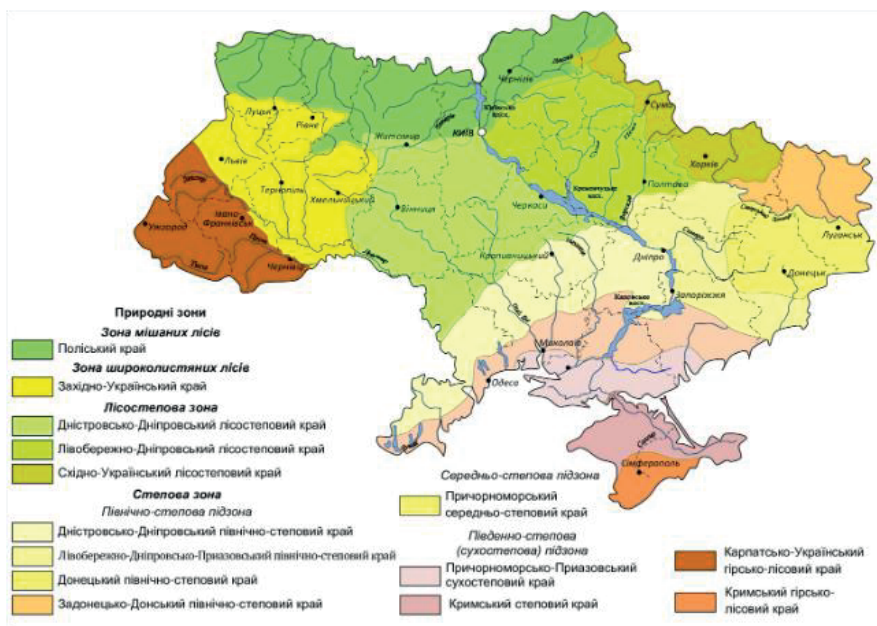 Чернігів
Суми
Луцьк
Рівне
Житомир
КИЇВ
Львів
Харків
Тернопіль
Хмельницький
Полтава
Кременчуцьке
вдсх.
Черкаси
Вінниця
Івано
Франківськ
Ужгород
Чернівці
Луганськ
Кропивницький
Дніпро
Донецьк
Запоріжжя
Миколаїв
Одеса
Сімферополь
Природні зони
Зона мішаних лісів
Поліський край
Зона широколистяних лісів
Західно-Український край
Лісостепова зона
Дністровсько-Дніпровський лісостеповий край
Лівобережно-Дніпровський лісостеповий край
Східно-Український лісостеповий край
Степова зона
Північно-степова підзона
Дністровсько-Дніпровський північно-степовий край
Лівобережно-Дніпровсько-Приазовський північно-степовий край
Донецький північно-степовий край
Задонецько-Донський північно-степовий край
Середньо-степова підзона
Причорноморський
середньо-степовий край
Південно-степова
(сухостепова) підзона
Причорноморсько-Приазовський
сухостеповий край
Кримський степовий край
Карпатсько-Український
гірсько-лісовий край
Кримський гірсько-
лісовий край